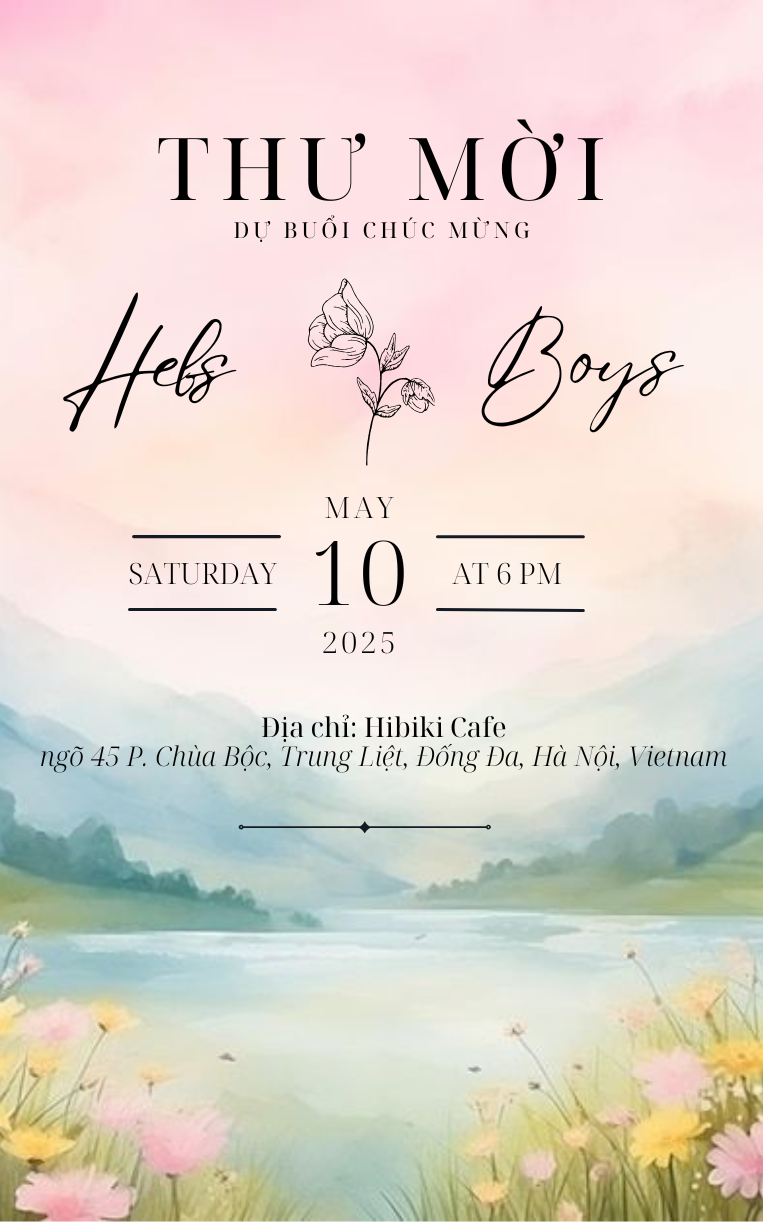 THƯ MỜI
DỰ BUỔI CHÚC MỪNG
Hebs Boys
MAY
SATURDAY 10 AT 6 PM
2025
Địa chỉ: Hibiki Cafe
ngõ 45 P. Chùa Bộc, Trung Liệt, Đống Đa, Hà Nội, Vietnam